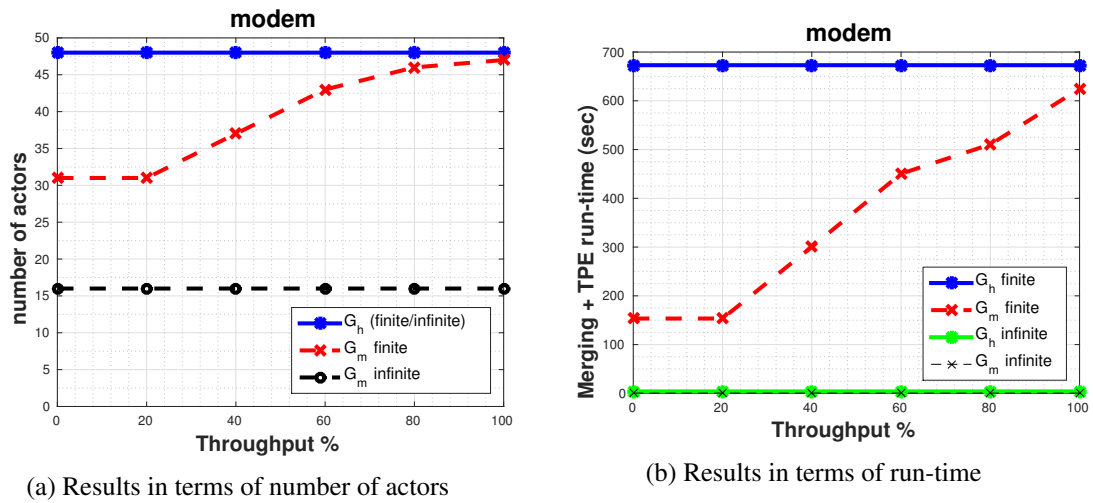 modem
50
45
40
35
30
25
20
15
10
5
0
number of actors
G_h (finite/infinite)
G_m finite
G_m infinite
0 20 40 60 80 100
Throughput %
(a) Results in terms of number of actors
modem
700
600
500
400
300
200
100
0
Merging + TPE run-time (sec)
G_h finite
G_m finite
G_h infinite
G_m infinite
0 20 40 60 80 100
Throughput %
(b) Results in terms of run-time